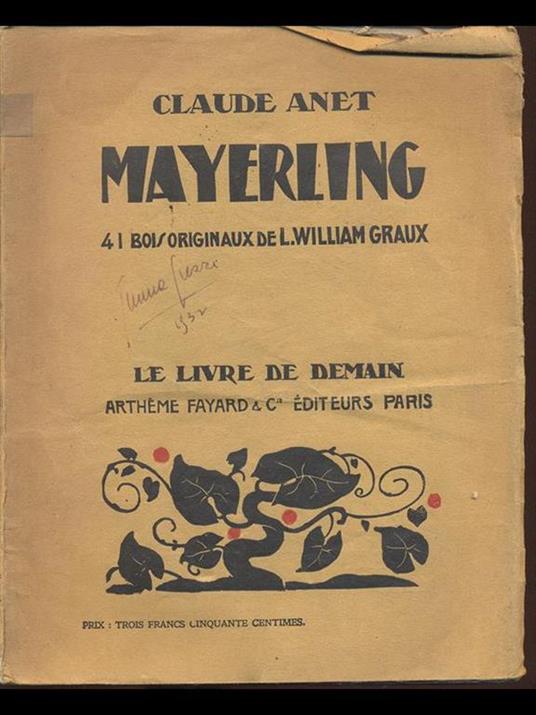 CLAUDE ANET
MAYERLING
41 BOIS ORIGINAUX DE L. WILLIAM GRAUX
1932
LE LIVRE DE DEMAIN
ARTHÈME FAYARD & Cie ÉDITEURS PARIS
PRIX : TROIS FRANCS CINQUANTE CENTIMES.